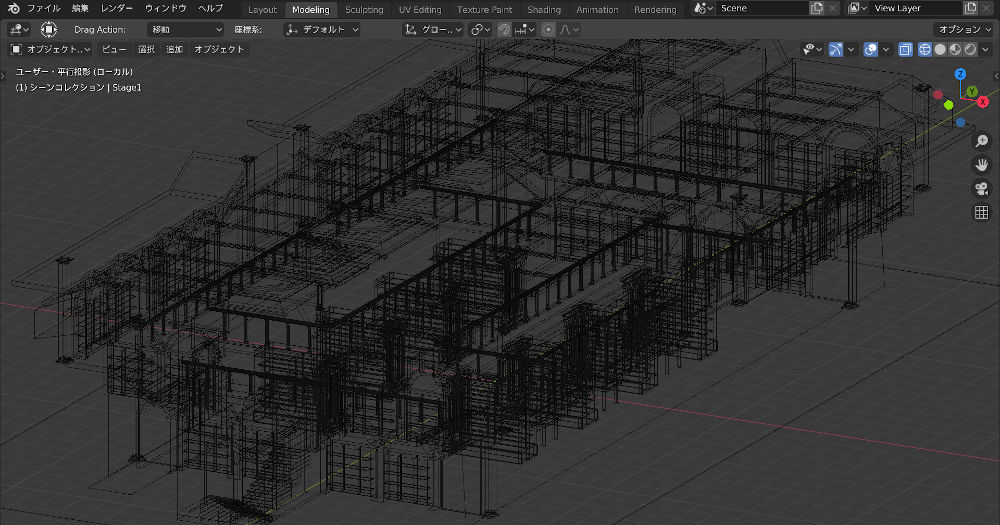 ファイル 編集 レンダー ウィンドウ ヘルプ Layout Modeling Sculpting UV Editing Texture Paint Shading Animation Rendering Scene View Layer
Drag Action: 移動 座標系: デフォルト グロー.. オプション
オブジェクト.. ビュー 選択 追加 オブジェクト
ユーザー・平行投影 (ローカル)
(1) シーンコレクション | Stage1
Z
Y
X